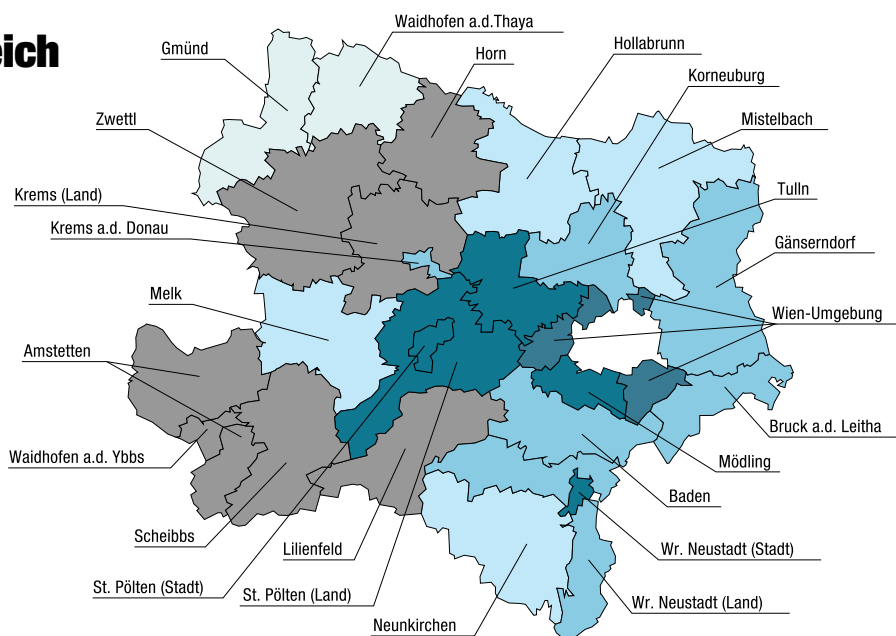 eich
Waidhofen a.d.Thaya
Gmünd
Horn
Hollabrunn
Korneburg
Zwettl
Mistelbach
Krems (Land)
Tulln
Krems a.d. Donau
Gänserndorf
Melk
Wien-Umgebung
Amstetten
Bruck a.d. Leitha
Waidhofen a.d. Ybbs
Mödling
Baden
Scheibbs
Lilienfeld
Wr. Neustadt (Stadt)
St. Pölten (Stadt)
St. Pölten (Land)
Wr. Neustadt (Land)
Neunkirchen